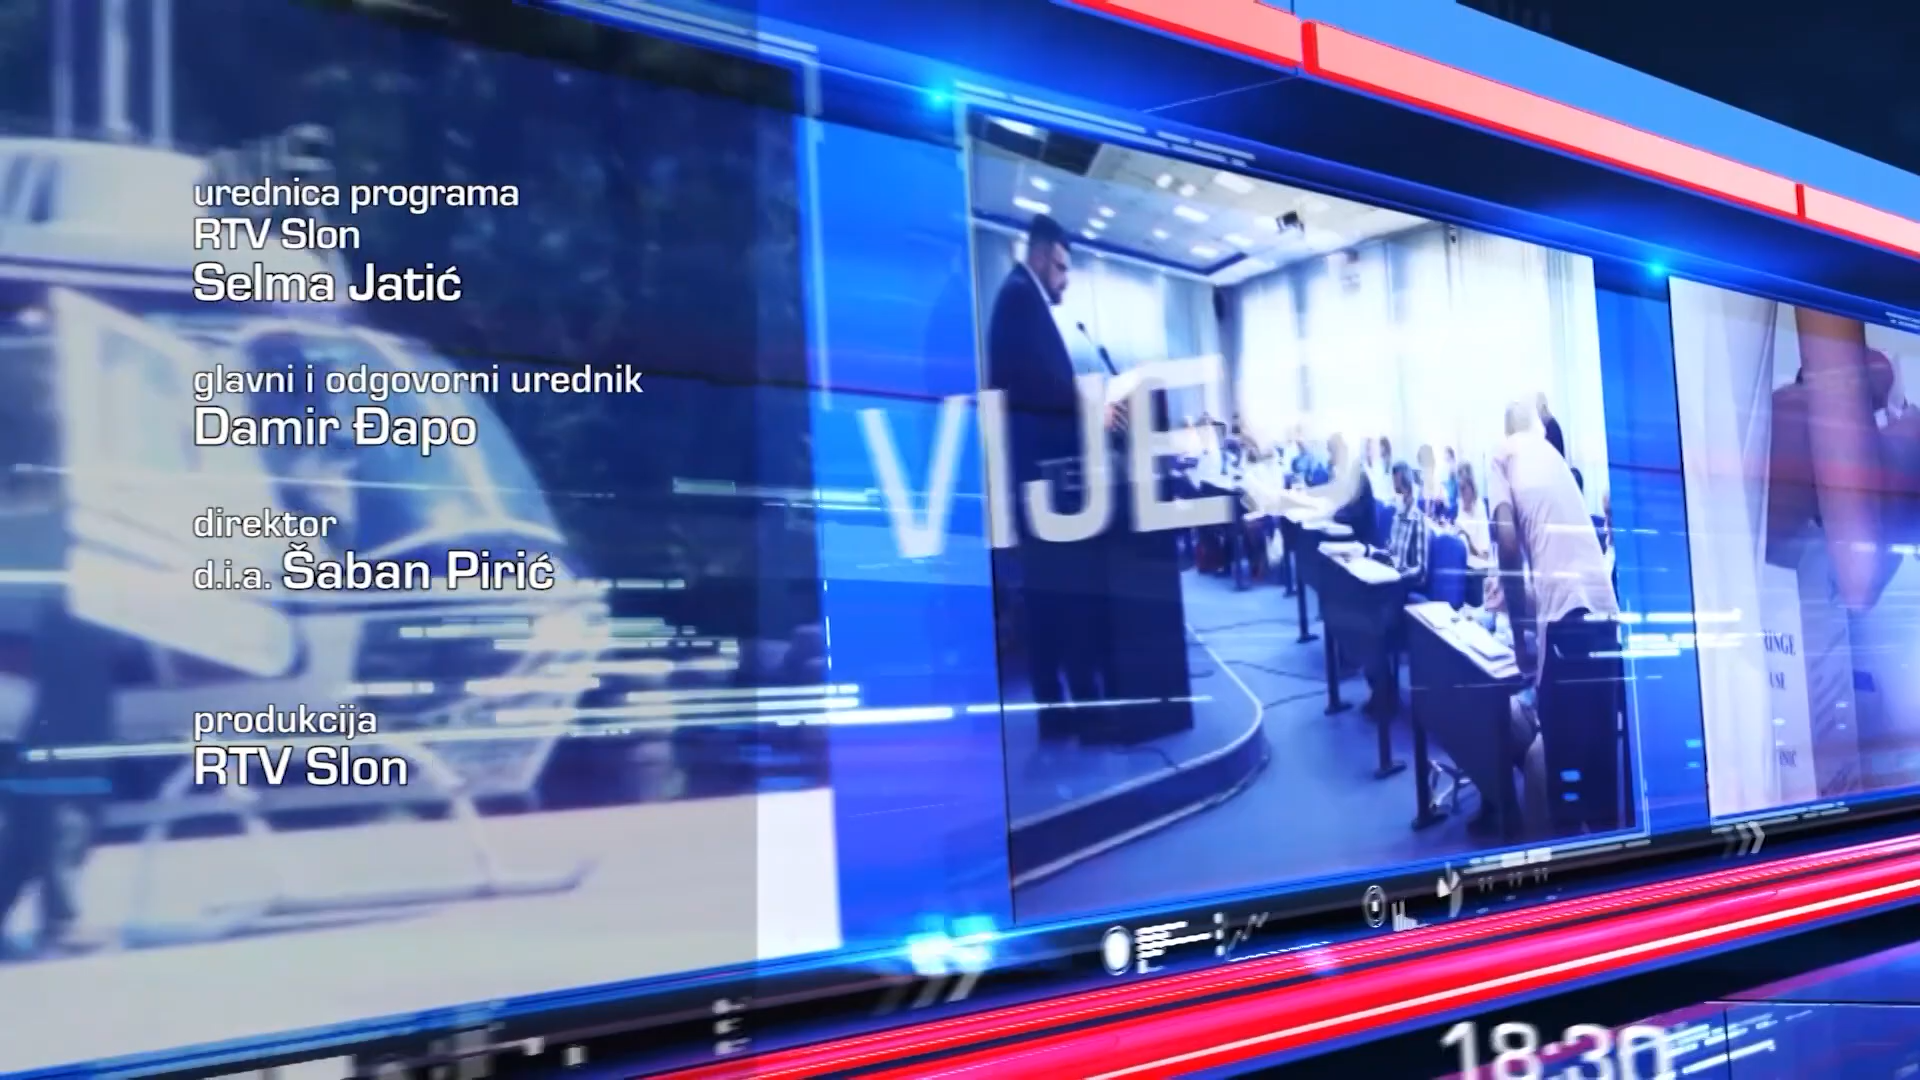 urednica programa
RTV Slon
Selma Jatić
glavni i odgovorni urednik
Damir Đapo
direktor
d.i.a. Šaban Pirić
produkcija
RTV Slon
VIJES
18:30